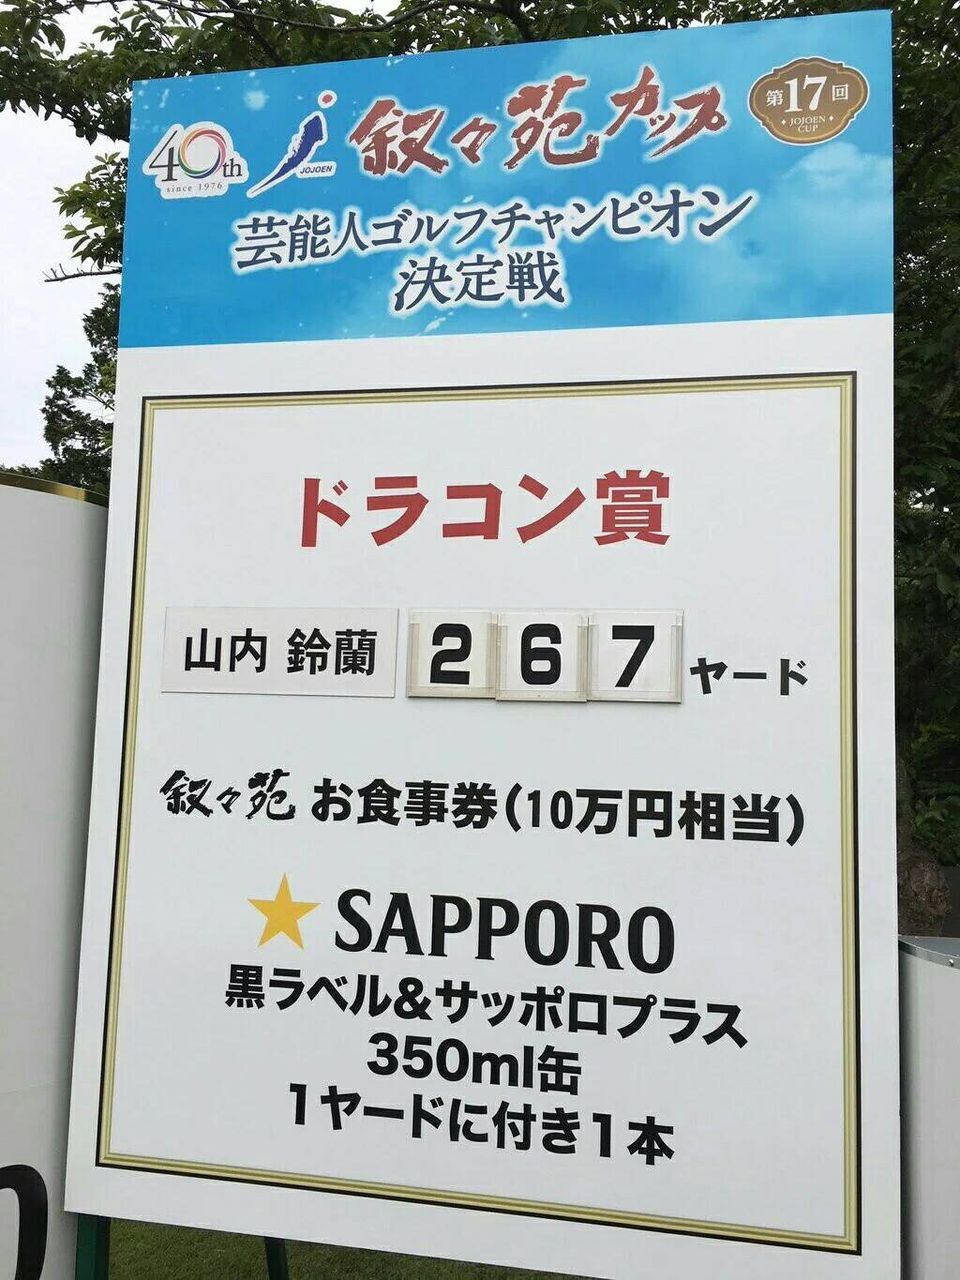 40th
since 1976
JOJOEN
叙々苑カップ
第17回
JOJOEN
CUP
芸能人ゴルフチャンピオン
決定戦
ドラコン賞
山内 鈴蘭 267 ヤード
叙々苑 お食事券(10万円相当)
SAPPORO
黒ラベル&サッポロプラス
350ml缶
1ヤードに付き1本